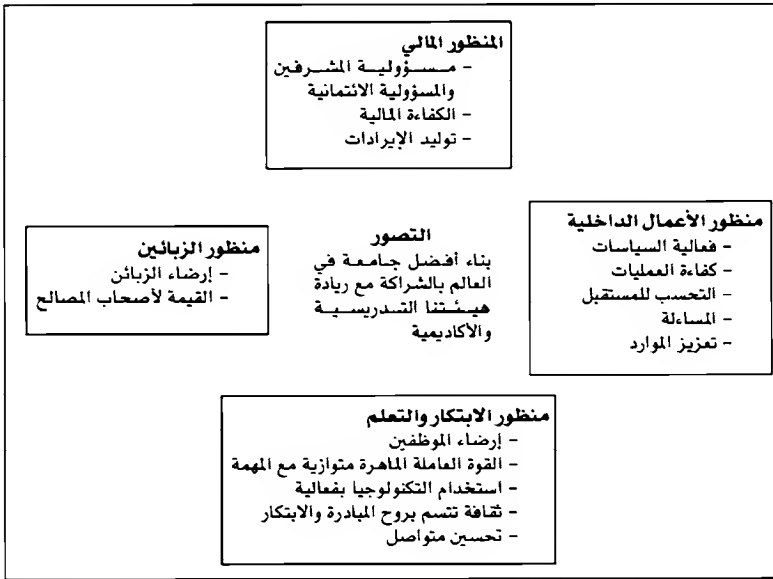 المنظور المالي
- مسؤولية المشرفين
والمسؤولية الائتمانية
- الكفاءة المالية
- توليد الإيرادات
منظور الأعمال الداخلية
- فعالية السياسات
- كفاءة العمليات
- التحسب للمستقبل
- المساءلة
- تعزيز الموارد
التصور
بناء أفضل جامعة في
العالم بالشراكة مع ريادة
هيئتنا التدريسية
والأكاديمية
منظور الزبائين
- إرضاء الزبائن
- القيمة لأصحاب المصالح
منظور الابتكار والتعلم
- إرضاء الموظفين
- القوة العاملة الماهرة متوازية مع المهمة
- استخدام التكنولوجيا بفعالية
- ثقافة تتسم بروح المبادرة والابتكار
- تحسين متواصل